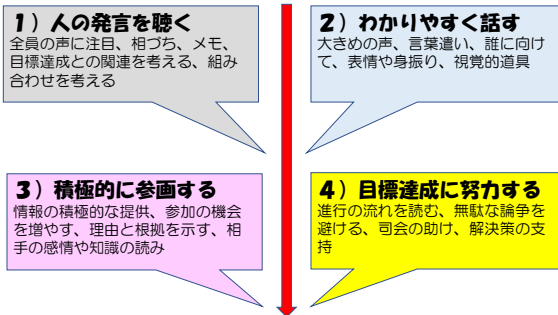 １）人の発言を聴く
全員の声に注目、相づち、メモ、
目標達成との関連を考える、組み
合わせを考える
２）わかりやすく話す
大きめの声、言葉遣い、誰に向け
て、表情や身振り、視覚的道具
３）積極的に参画する
情報の積極的な提供、参加の機会
を増やす、理由と根拠を示す、相
手の感情や知識の読み
４）目標達成に努力する
進行の流れを読む、無駄な論争を
避ける、司会の助け、解決策の支
持